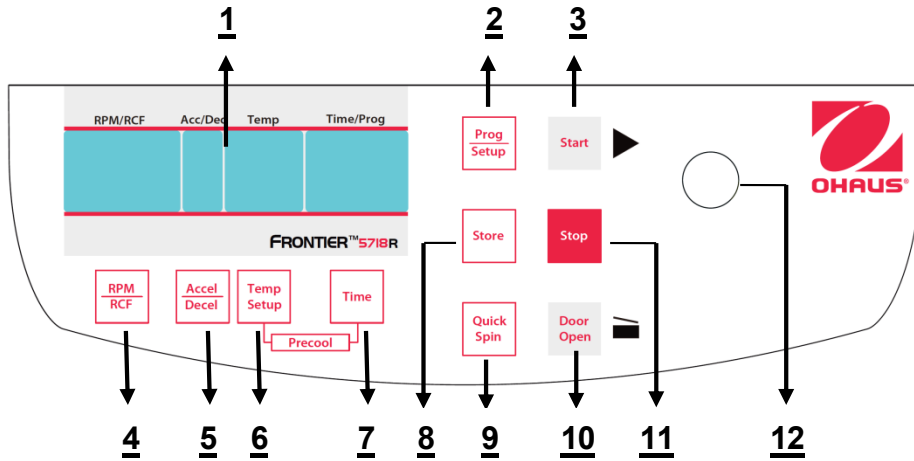 1
2
3
RPM/RCF Acc/Dec Temp Time/Prog
Prog
Setup
Start
OHAUS®
FRONTIER™5718R
Store
Stop
RPM
RCF
Accel
Decel
Temp
Setup
Time
Precool
Quick
Spin
Door
Open
4
5
6
7
8
9
10
11
12